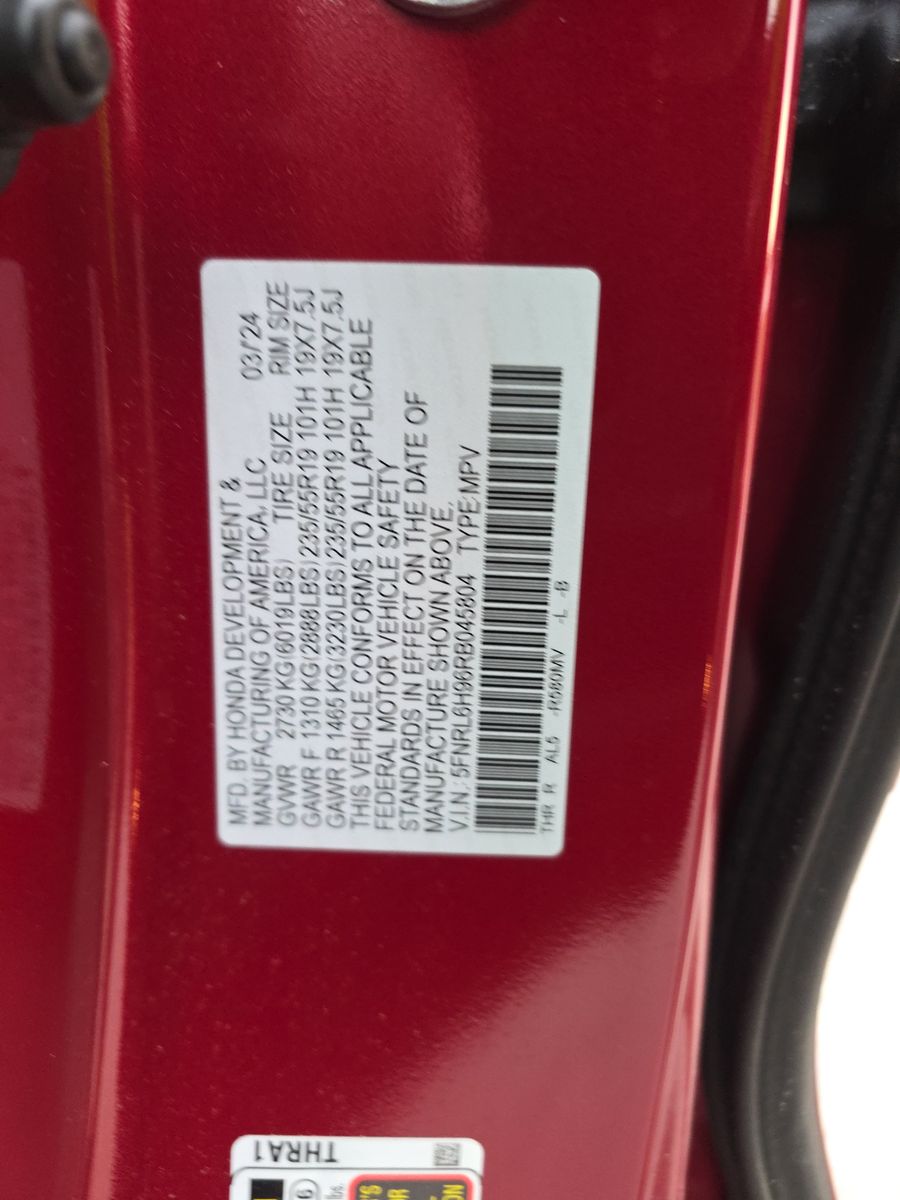 MFD. BY HONDA DEVELOPMENT &
MANUFACTURING OF AMERICA, LLC 03/'24
GVWR 2730 KG (6019LBS) TIRE SIZE RIM SIZE
GAWR F 1310 KG (2888LBS) 235/55R19 101H 19X7.5J
GAWR R 1465 KG (3230LBS) 235/55R19 101H 19X7.5J
THIS VEHICLE CONFORMS TO ALL APPLICABLE
FEDERAL MOTOR VEHICLE SAFETY
STANDARDS IN EFFECT ON THE DATE OF
MANUFACTURE SHOWN ABOVE.
V.I.N.: 5FNRL6H96RB045804 TYPE:MPV
THR R AL5 -R680MV -L -B
THRA1